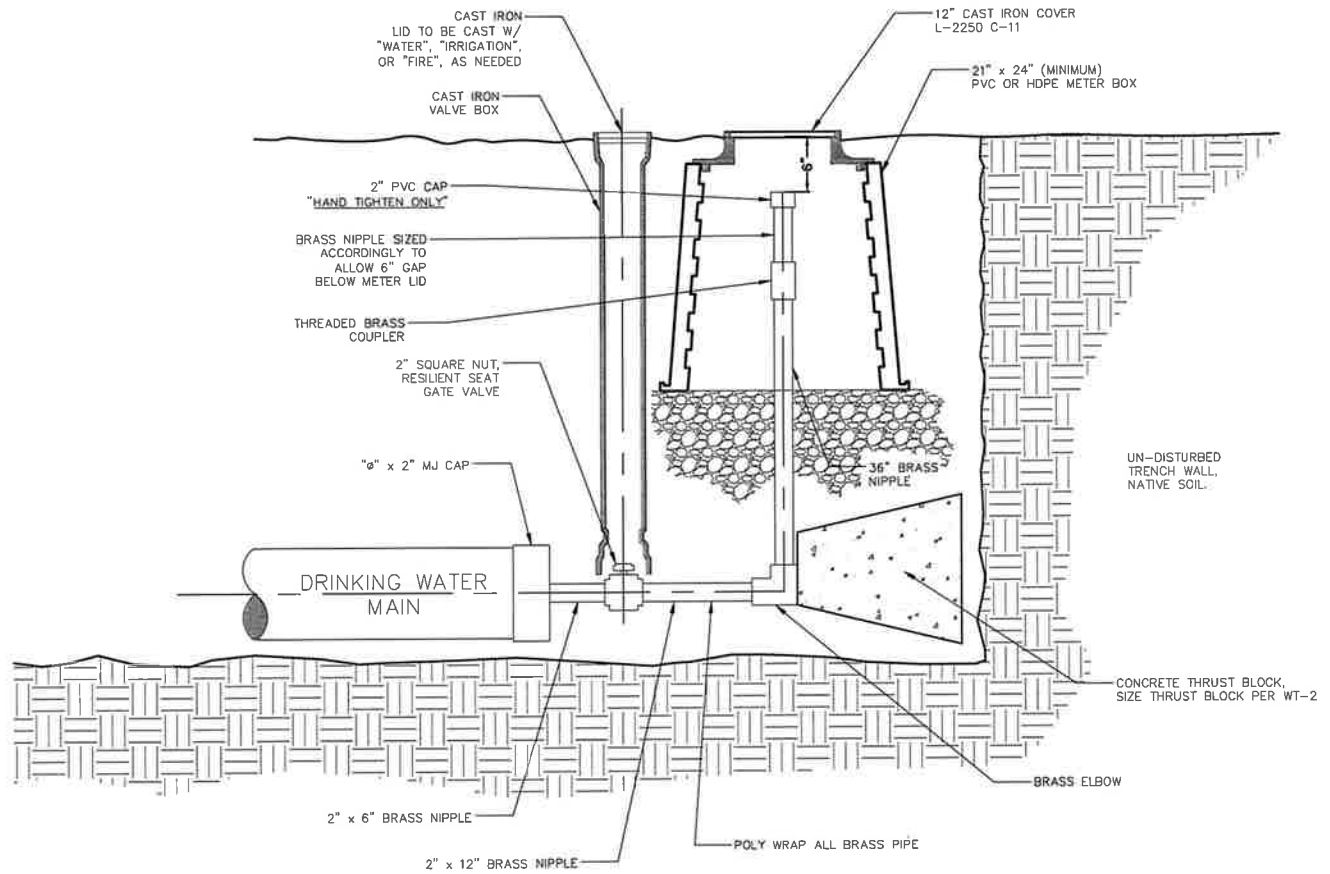 CAST IRON
LID TO BE CAST W/
"WATER", "IRRIGATION",
OR "FIRE", AS NEEDED
12" CAST IRON COVER
L-2250 C-11
21" x 24" (MINIMUM)
PVC OR HDPE METER BOX
CAST IRON
VALVE BOX
6"
2" PVC CAP
"HAND TIGHTEN ONLY"
BRASS NIPPLE SIZED
ACCORDINGLY TO
ALLOW 6" GAP
BELOW METER LID
THREADED BRASS
COUPLER
2" SQUARE NUT,
RESILIENT SEAT
GATE VALVE
"ø" x 2" MJ CAP
36" BRASS
NIPPLE
UN-DISTURBED
TRENCH WALL,
NATIVE SOIL.
DRINKING WATER
MAIN
CONCRETE THRUST BLOCK,
SIZE THRUST BLOCK PER WT-2
BRASS ELBOW
2" x 6" BRASS NIPPLE
POLY WRAP ALL BRASS PIPE
2" x 12" BRASS NIPPLE